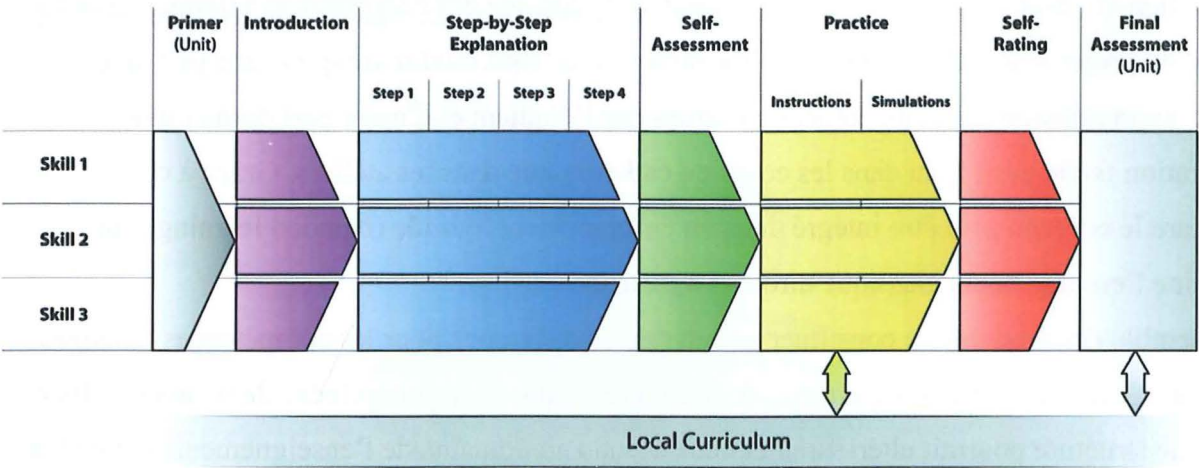 Primer
(Unit)
Introduction
Step-by-Step
Explanation
Self-
Assessment
Practice
Self-
Rating
Final
Assessment
(Unit)
Step 1
Step 2
Step 3
Step 4
Instructions
Simulations
Skill 1
Skill 2
Skill 3
Local Curriculum